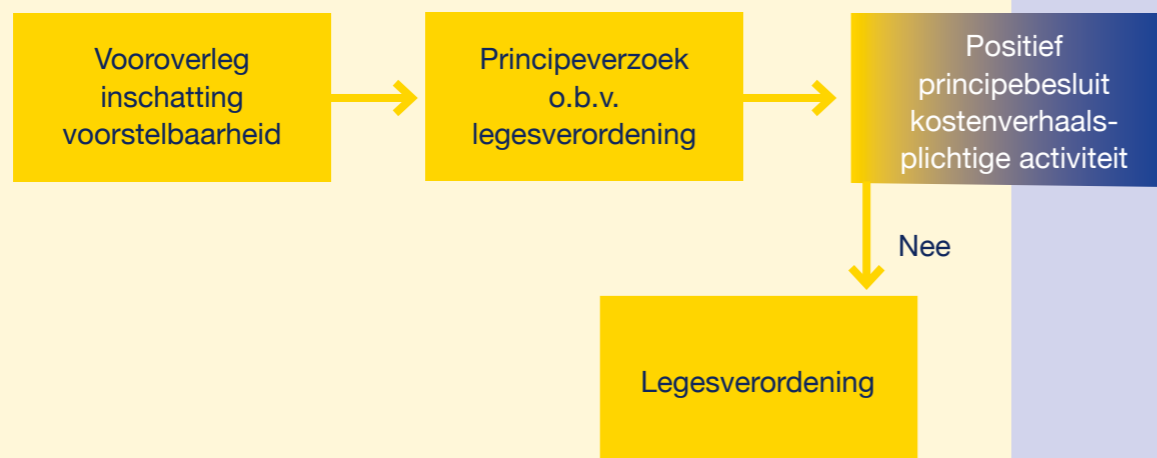 Vooroverleg
inschatting
voorstelbaarheid
Principeverzoek
o.b.v.
legesverordening
Positief
principebesluit
kostenverhaals-
plichtige activiteit
Nee
Legesverordening